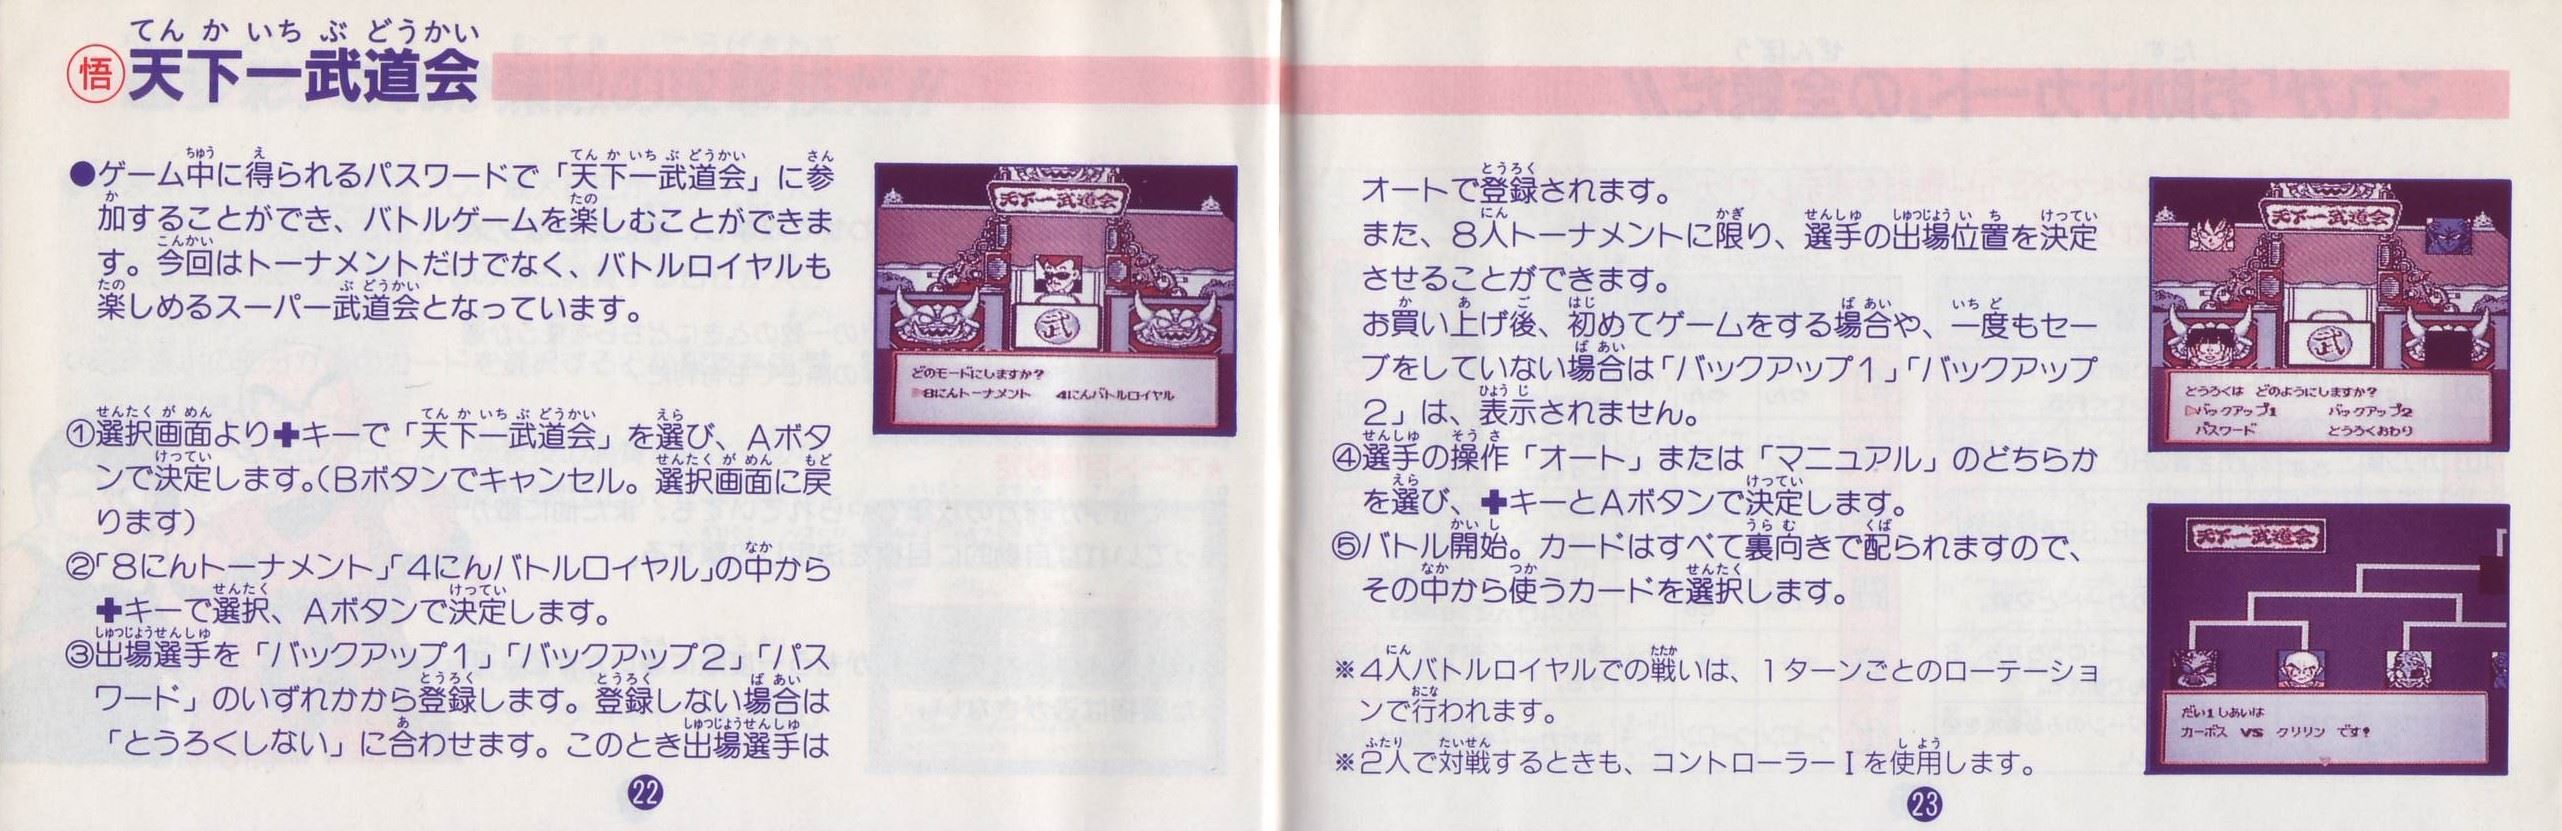 てんかいちぶどうかい
悟 天下一武道会
●ゲーム中に得られるパスワードで「天下一武道会」に参
加することができ、バトルゲームを楽しむことができま
す。今回はトーナメントだけでなく、バトルロイヤルも
楽しめるスーパー武道会となっています。
①選択画面より✚キーで「天下一武道会」を選び、Aボタ
ンで決定します。(Bボタンでキャンセル。選択画面に戻
ります)
②「8にんトーナメント」「4にんバトルロイヤル」の中から
✚キーで選択、Aボタンで決定します。
③出場選手を「バックアップ1」「バックアップ2」「パス
ワード」のいずれかから登録します。登録しない場合は
「とうろくしない」に合わせます。このとき出場選手は
天下一武道会
武
どのモードにしますか?
8にんトーナメント 4にんバトルロイヤル
22
オートで登録されます。
また、8人トーナメントに限り、選手の出場位置を決定
させることができます。
お買い上げ後、初めてゲームをする場合や、一度もセー
ブをしていない場合は「バックアップ1」「バックアップ
2」は、表示されません。
④選手の操作「オート」または「マニュアル」のどちらか
を選び、✚キーとAボタンで決定します。
⑤バトル開始。カードはすべて裏向きで配られますので、
その中から使うカードを選択します。
※4人バトルロイヤルでの戦いは、1ターンごとのローテーショ
ンで行われます。
※2人で対戦するときも、コントローラーIを使用します。
天下一武道会
武
とうろくは どのようにしますか?
バックアップ1 バックアップ2
パスワード とうろくおわり
天下一武道会
だい1しあいは
カーボス VS クリリン です!
23